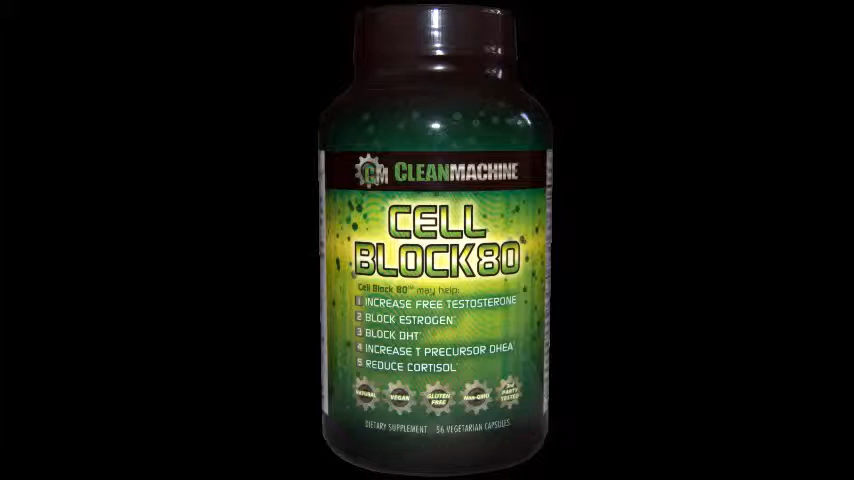 GM CLEANMACHINE
CELL
BLOCK80®
Cell Block 80™ may help:
1 INCREASE FREE TESTOSTERONE
2 BLOCK ESTROGEN*
3 BLOCK DHT*
4 INCREASE T PRECURSOR DHEA*
5 REDUCE CORTISOL*
NATURAL VEGAN GLUTEN FREE Non-GMO 3rd PARTY TESTED
DIETARY SUPPLEMENT 56 VEGETARIAN CAPSULES